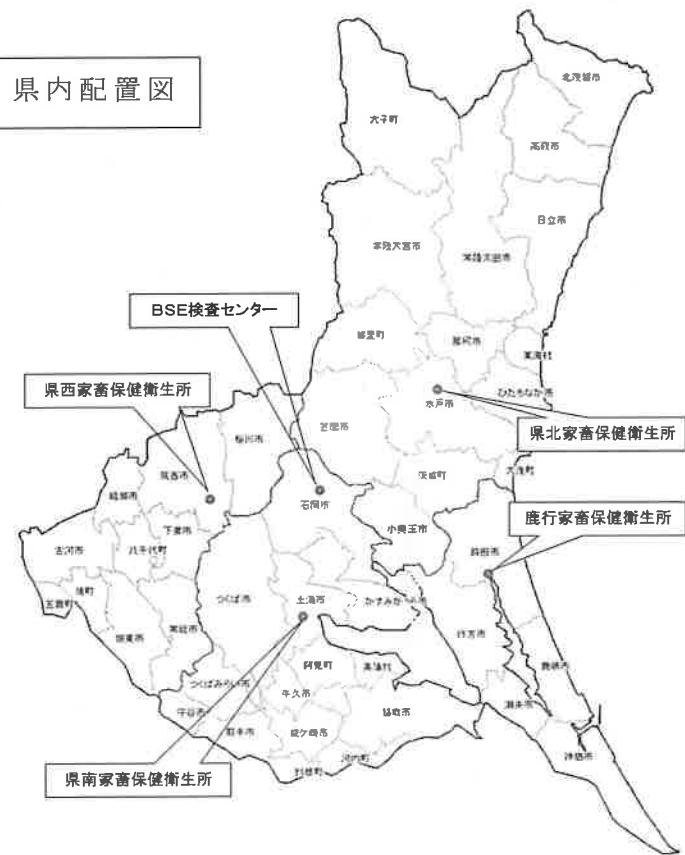 県内配置図
北茨城市
大子町
高萩市
日立市
常陸大宮市
常陸太田市
BSE検査センター
城里町
那珂市
東海村
県西家畜保健衛生所
ひたちなか市
水戸市
桜川市
笠間市
県北家畜保健衛生所
筑西市
茨城町
大洗町
結城市
石岡市
鹿行家畜保健衛生所
下妻市
小美玉市
古河市
八千代町
鉾田市
つくば市
土浦市
かすみがうら市
五霞町
境町
坂東市
常総市
行方市
阿見町
美浦村
鹿嶋市
つくばみらい市
牛久市
潮来市
守谷市
稲敷市
取手市
龍ケ崎市
神栖市
河内町
利根町
県南家畜保健衛生所